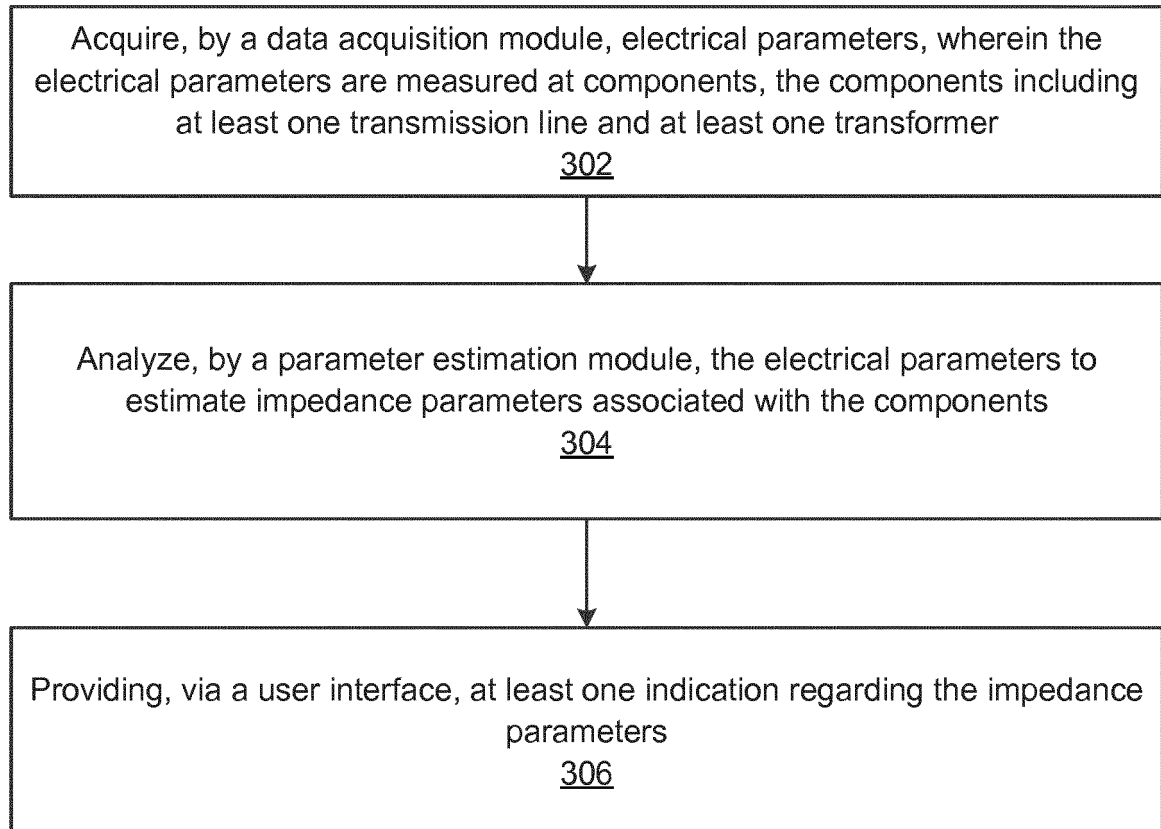 Acquire, by a data acquisition module, electrical parameters, wherein the
electrical parameters are measured at components, the components including
at least one transmission line and at least one transformer
302
Analyze, by a parameter estimation module, the electrical parameters to
estimate impedance parameters associated with the components
304
Providing, via a user interface, at least one indication regarding the impedance
parameters
306